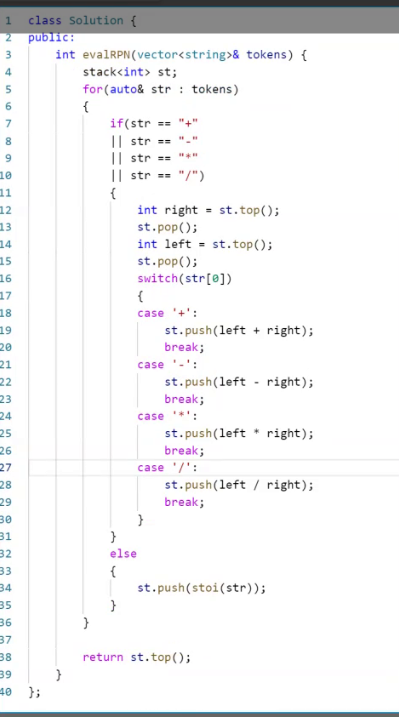 1 class Solution {
2 public:
3     int evalRPN(vector<string>& tokens) {
4         stack<int> st;
5         for(auto& str : tokens)
6         {
7             if(str == "+"
8             || str == "-"
9             || str == "*"
10             || str == "/")
11             {
12                 int right = st.top();
13                 st.pop();
14                 int left = st.top();
15                 st.pop();
16                 switch(str[0])
17                 {
18                 case '+':
19                     st.push(left + right);
20                     break;
21                 case '-':
22                     st.push(left - right);
23                     break;
24                 case '*':
25                     st.push(left * right);
26                     break;
27                 case '/':
28                     st.push(left / right);
29                     break;
30                 }
31             }
32             else
33             {
34                 st.push(stoi(str));
35             }
36         }
37
38         return st.top();
39     }
40 };